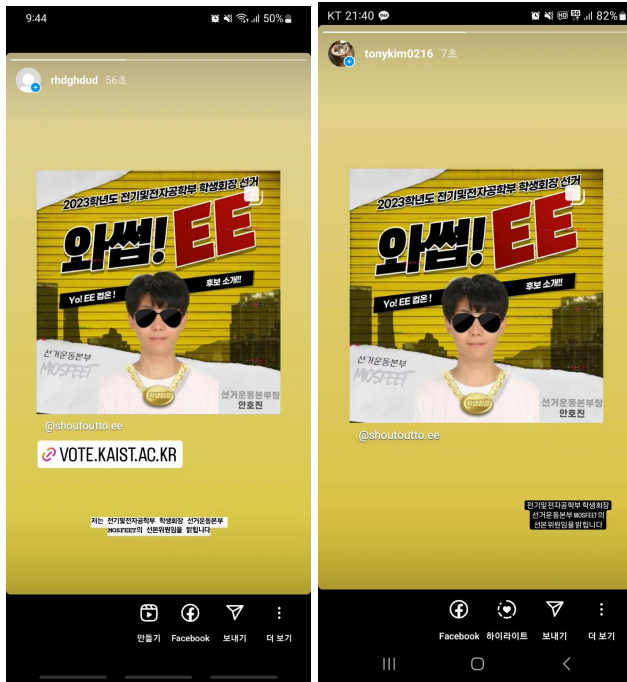 9:44
50%
rhdghdud 56초
2023학년도 전기및전자공학부 학생회장 선거
와썹! EE
Yo! EE 컴온!
후보 소개!!
선거운동본부
MOSFEET
학생회장
선거운동본부장
안호진
@shoutoutto.ee
VOTE.KAIST.AC.KR
저는 전기및전자공학부 학생회장 선거운동본부
MOSFEET의 선본위원임을 밝힙니다
만들기 Facebook 보내기 더 보기
KT 21:40
HD 5G 82%
tonykim0216 7초
2023학년도 전기및전자공학부 학생회장 선거
와썹! EE
Yo! EE 컴온!
후보 소개!!
선거운동본부
MOSFEET
학생회장
선거운동본부장
안호진
@shoutoutto.ee
전기및전자공학부 학생회장
선거운동본부 MOSFEET의
선본위원임을 밝힙니다
Facebook 하이라이트 보내기 더 보기